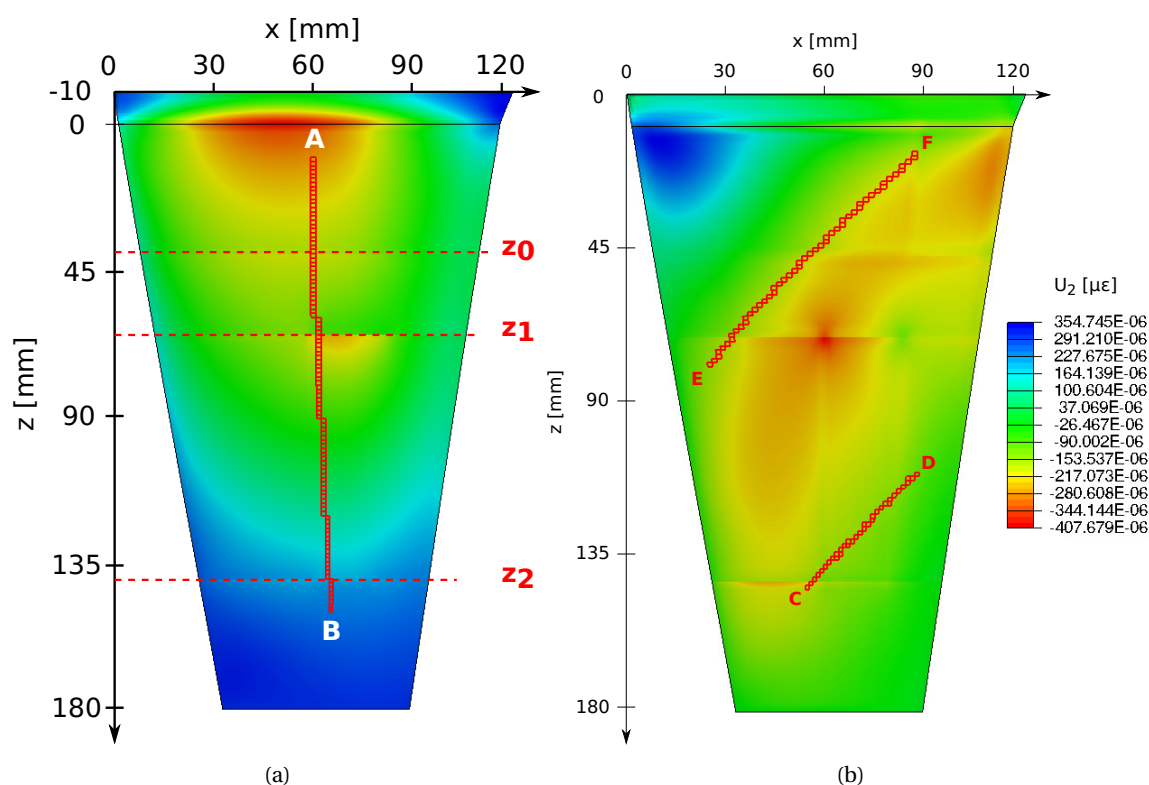 x [mm]
0 30 60 90 120
-10
0
45
90
135
180
z [mm]
A
z0
z1
z2
B
(a)
x [mm]
0 30 60 90 120
0
45
90
135
180
z [mm]
F
E
D
C
(b)
U2 [με]
354.745E-06
291.210E-06
227.675E-06
164.139E-06
100.604E-06
37.069E-06
-26.467E-06
-90.002E-06
-153.537E-06
-217.073E-06
-280.608E-06
-344.144E-06
-407.679E-06